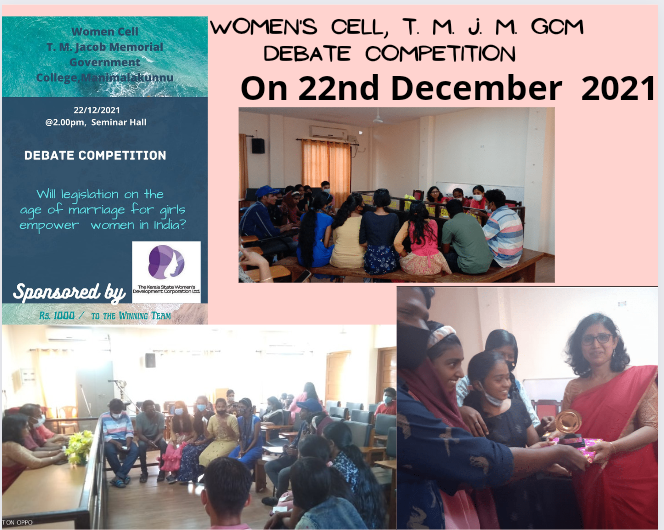 WOMEN'S CELL, T. M. J. M. GCM
DEBATE COMPETITION
On 22nd December 2021
Women Cell
T. M. Jacob Memorial
Government
College,Manimalakunnu
22/12/2021
@2.00pm, Seminar Hall
DEBATE COMPETITION
Will legislation on the
age of marriage for girls
empower women in India?
The Kerala State Women's
Development Corporation Ltd.
Sponsored by
Rs. 1000 / to the Winning Team
T ON OPPO